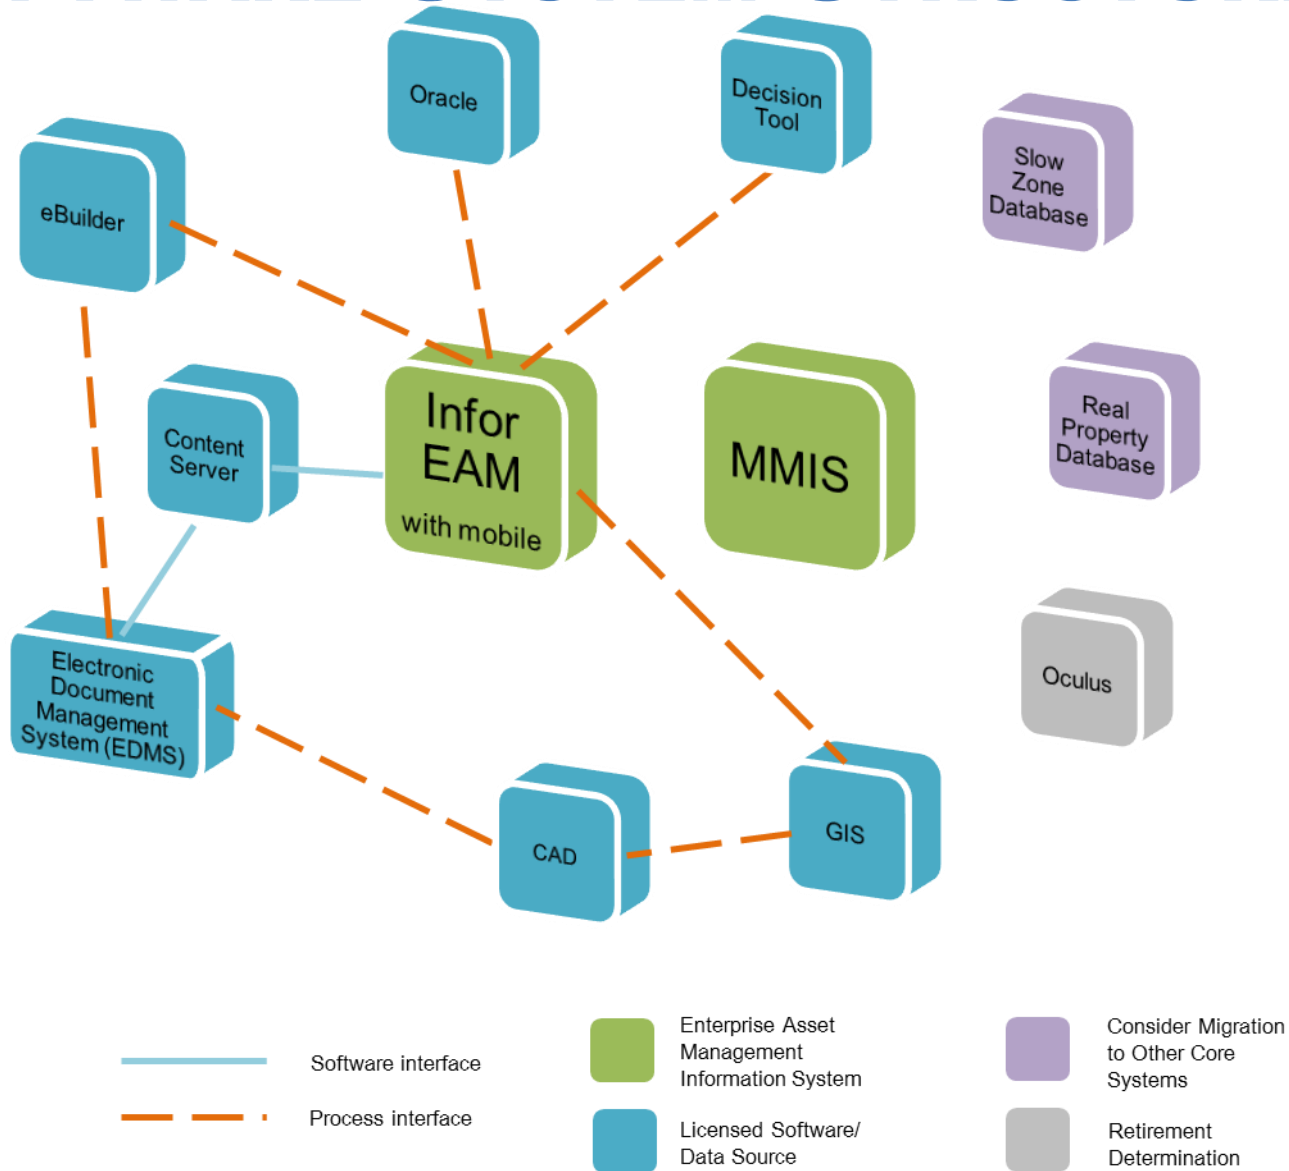 Oracle
Decision
Tool
Slow
Zone
Database
eBuilder
Infor
EAM
with mobile
MMIS
Real
Property
Database
Content
Server
Electronic
Document
Management
System (EDMS)
Oculus
CAD
GIS
Software interface
Process interface
Enterprise Asset
Management
Information System
Licensed Software/
Data Source
Consider Migration
to Other Core
Systems
Retirement
Determination